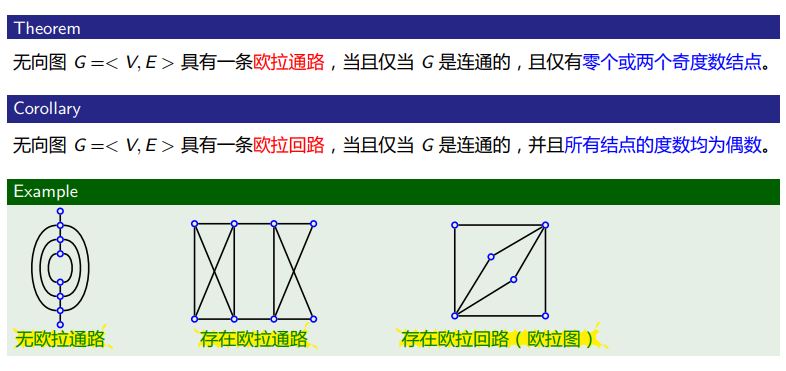 Theorem
无向图 G =< V, E > 具有一条欧拉通路，当且仅当 G 是连通的，且仅有零个或两个奇度数结点。
Corollary
无向图 G =< V, E > 具有一条欧拉回路，当且仅当 G 是连通的，并且所有结点的度数均为偶数。
Example
无欧拉通路 存在欧拉通路 存在欧拉回路（欧拉图）